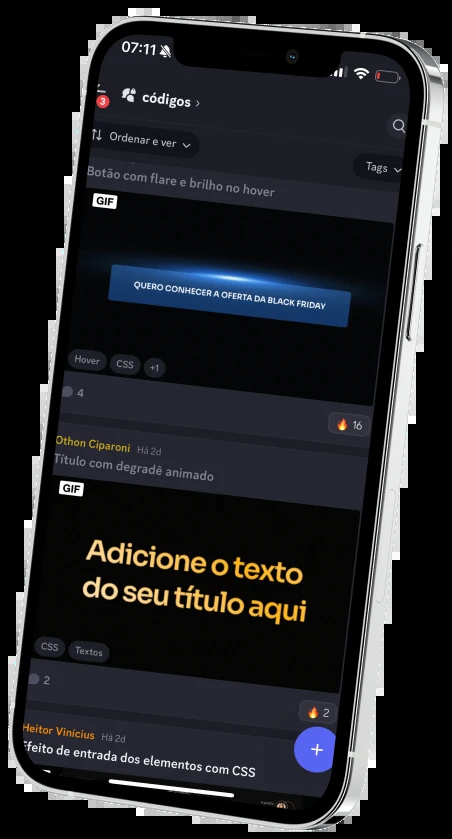 07:11
3
códigos
Ordenar e ver
Tags
Botão com flare e brilho no hover
GIF
QUERO CONHECER A OFERTA DA BLACK FRIDAY
Hover CSS +1
4
🔥 16
Othon Ciparoni Há 2d
Título com degradê animado
GIF
Adicione o texto
do seu título aqui
CSS Textos
2
🔥 2
Heitor Vinícius Há 2d
Efeito de entrada dos elementos com CSS
+